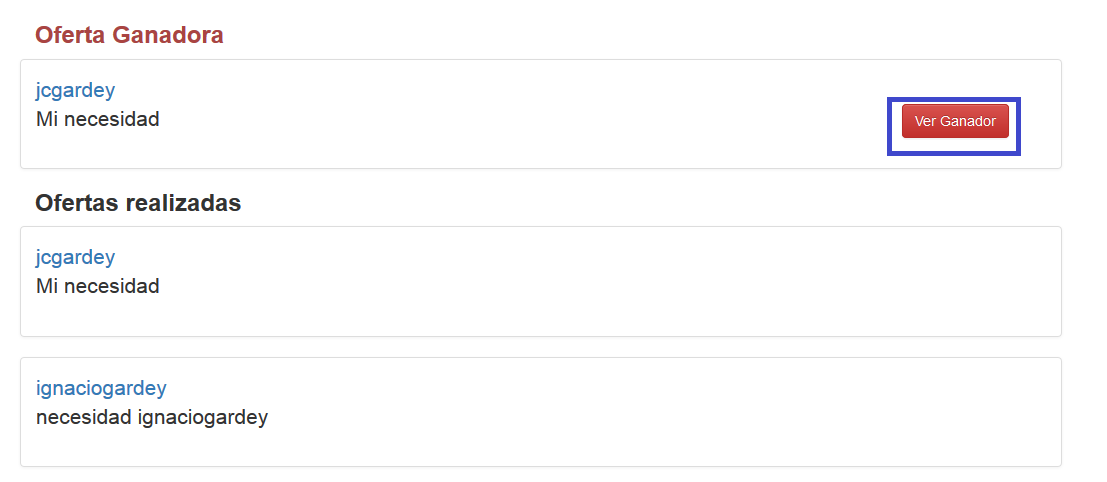 Oferta Ganadora
jcgardey
Mi necesidad
Ver Ganador
Ofertas realizadas
jcgardey
Mi necesidad
ignaciogardey
necesidad ignaciogardey